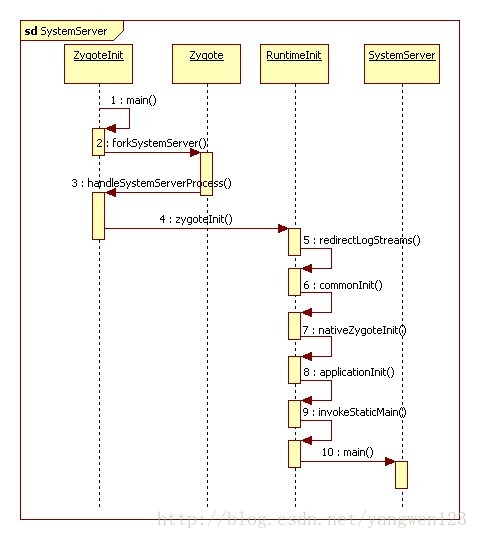 sd SystemServer
ZygoteInit
Zygote
RuntimeInit
SystemServer
1 : main()
2 : forkSystemServer()
3 : handleSystemServerProcess()
4 : zygoteInit()
5 : redirectLogStreams()
6 : commonInit()
7 : nativeZygoteInit()
8 : applicationInit()
9 : invokeStaticMain()
10 : main()
http://blog.csdn.net/yangwen123